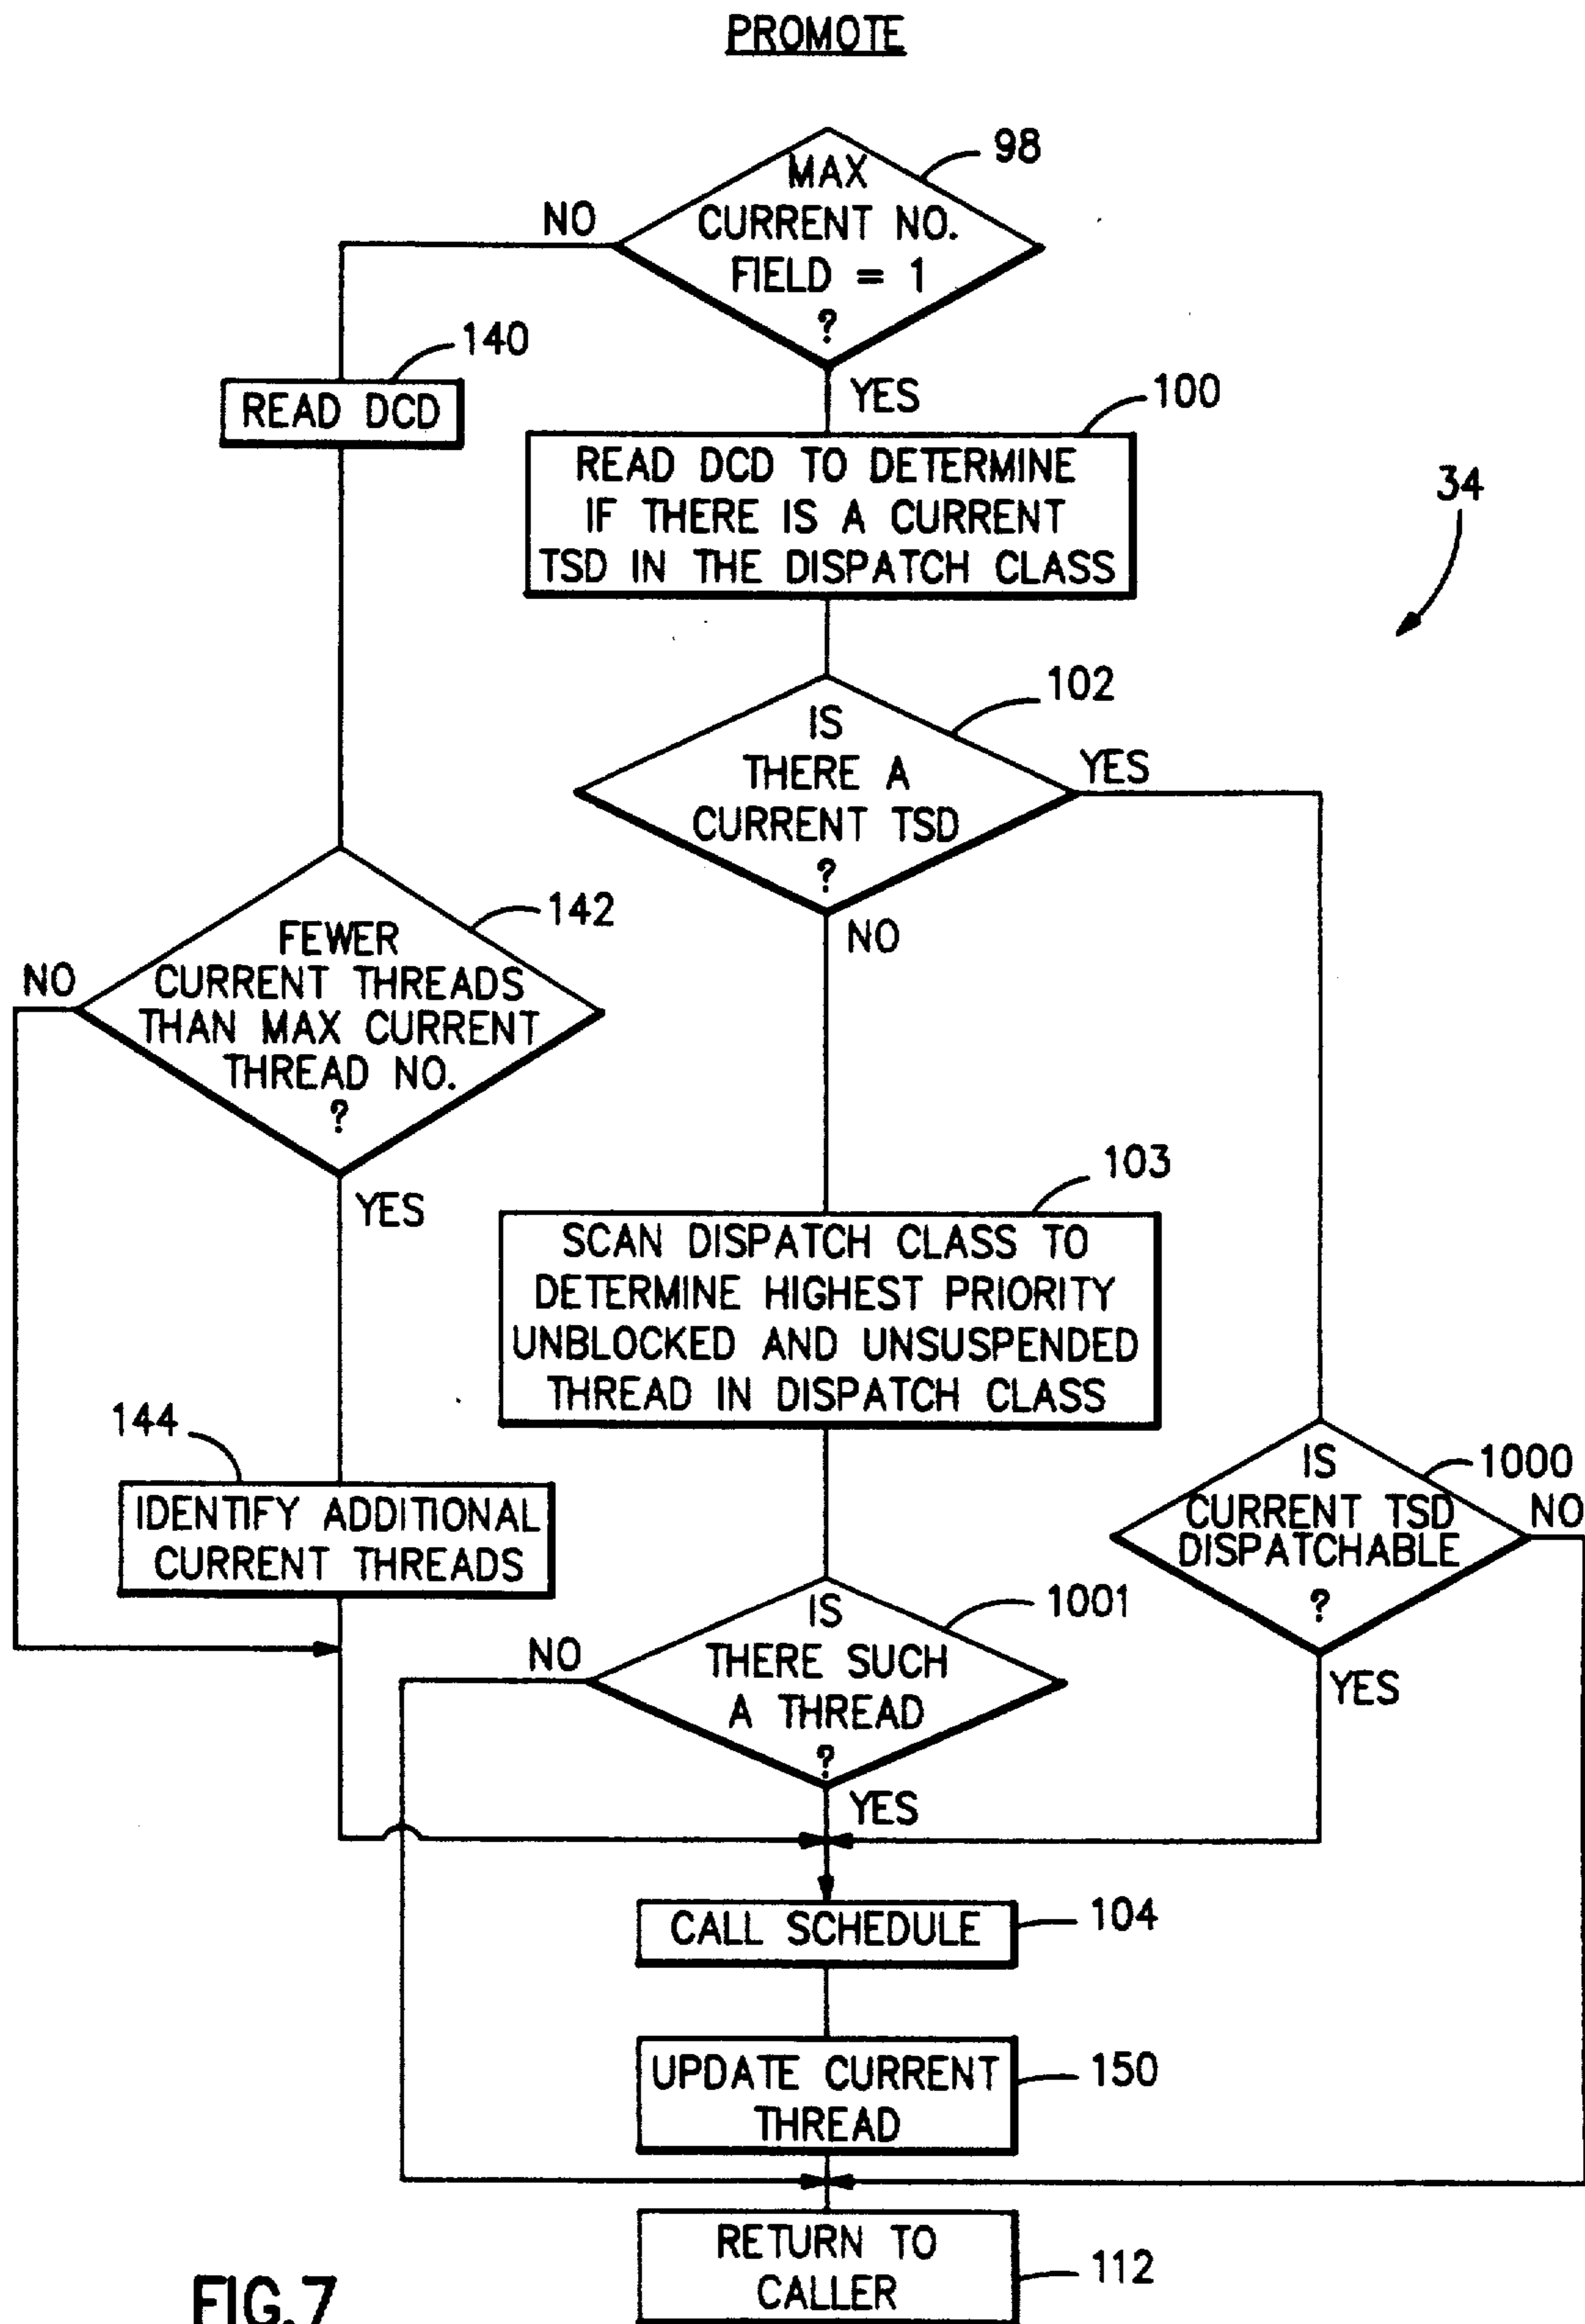 PROMOTE
98
MAX
CURRENT NO.
FIELD = 1
?
NO
YES
140
READ DCD
100
READ DCD TO DETERMINE
IF THERE IS A CURRENT
TSD IN THE DISPATCH CLASS
34
102
IS
THERE A
CURRENT TSD
?
YES
NO
142
FEWER
CURRENT THREADS
THAN MAX CURRENT
THREAD NO.
?
NO
YES
103
SCAN DISPATCH CLASS TO
DETERMINE HIGHEST PRIORITY
UNBLOCKED AND UNSUSPENDED
THREAD IN DISPATCH CLASS
144
IDENTIFY ADDITIONAL
CURRENT THREADS
1000
IS
CURRENT TSD
DISPATCHABLE
?
NO
YES
1001
IS
THERE SUCH
A THREAD
?
NO
YES
CALL SCHEDULE
104
UPDATE CURRENT
THREAD
150
RETURN TO
CALLER
112
FIG.7